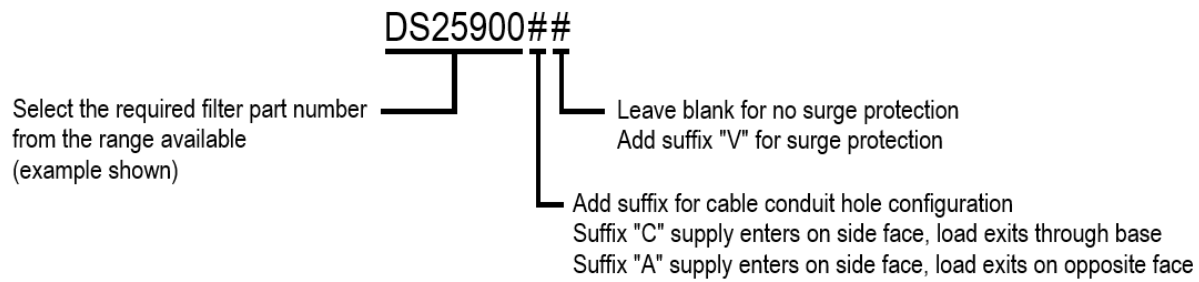 DS25900##
Select the required filter part number
from the range available
(example shown)
Leave blank for no surge protection
Add suffix "V" for surge protection
Add suffix for cable conduit hole configuration
Suffix "C" supply enters on side face, load exits through base
Suffix "A" supply enters on side face, load exits on opposite face